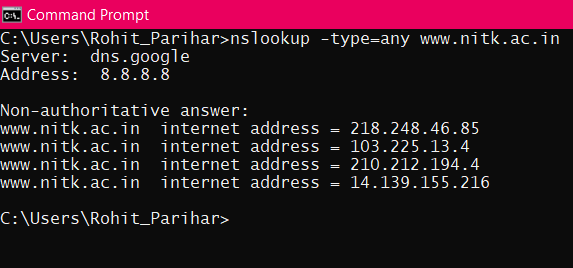 Command Prompt
C:\Users\Rohit_Parihar>nslookup -type=any www.nitk.ac.in
Server:  dns.google
Address:  8.8.8.8
Non-authoritative answer:
www.nitk.ac.in  internet address = 218.248.46.85
www.nitk.ac.in  internet address = 103.225.13.4
www.nitk.ac.in  internet address = 210.212.194.4
www.nitk.ac.in  internet address = 14.139.155.216
C:\Users\Rohit_Parihar>